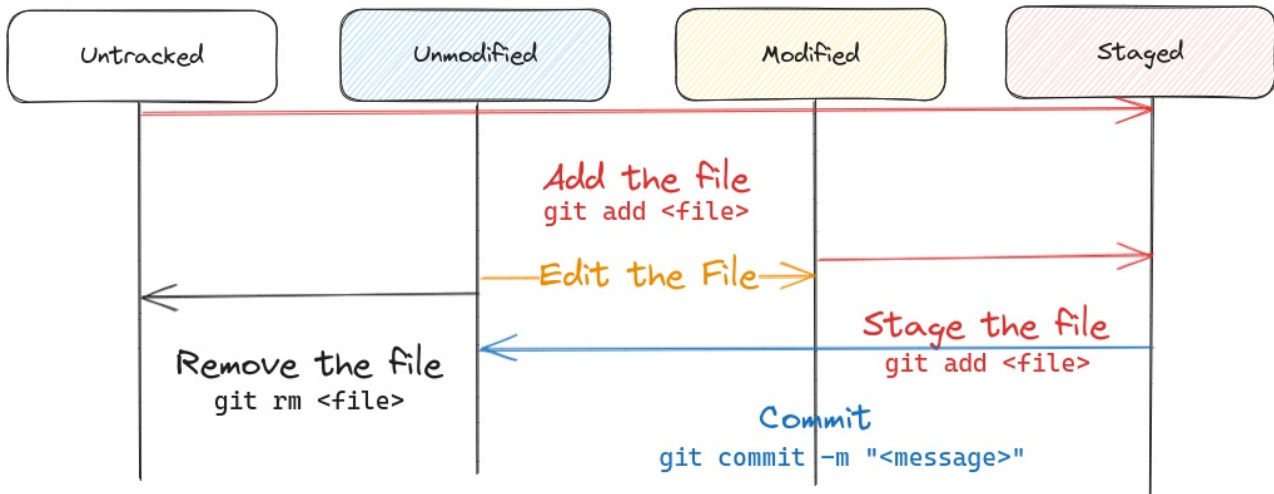 Untracked
Unmodified
Modified
Staged
Add the file
git add <file>
Edit the File
Stage the file
git add <file>
Remove the file
git rm <file>
Commit
git commit -m "<message>"